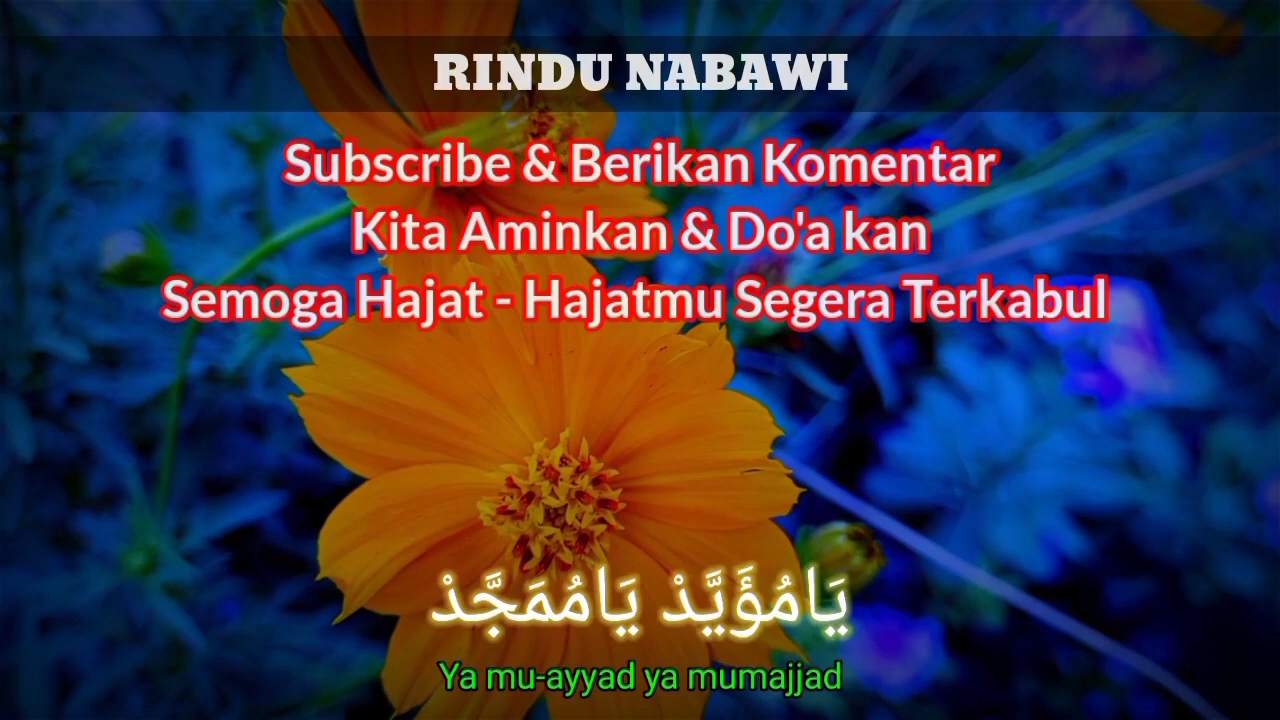 RINDU NABAWI
Subscribe & Berikan Komentar
Kita Aminkan & Do'a kan
Semoga Hajat - Hajatmu Segera Terkabul
يَامُؤَيَّدْ يَامُمَجَّدْ
Ya mu-ayyad ya mumajjad